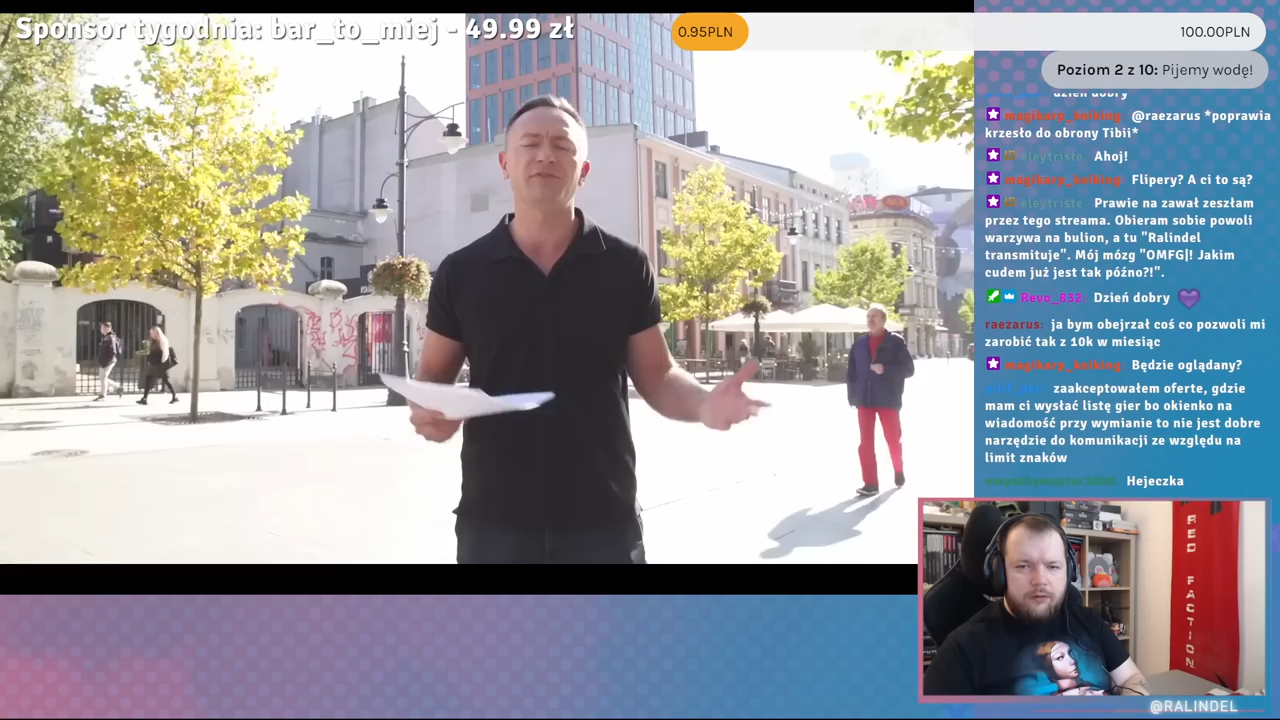 Sponsor tygodnia: bar_to_miej - 49.99 zł
0.95PLN
100.00PLN
Poziom 2 z 10: Pijemy wodę!
dzień dobry
magikarp_koiking: @raezarus *poprawia
krzesło do obrony Tibii*
eleytriste: Ahoj!
magikarp_koiking: Flipery? A ci to są?
eleytriste: Prawie na zawał zeszłam
przez tego streama. Obieram sobie powoli
warzywa na bulion, a tu "Ralindel
transmituje". Mój mózg "OMFG|! Jakim
cudem już jest tak późno?!".
Revo_832: Dzień dobry
raezarus: ja bym obejrzał coś co pozwoli mi
zarobić tak z 10k w miesiąc
magikarp_koiking: Będzie oglądany?
zaakceptowałem oferte, gdzie
mam ci wysłać listę gier bo okienko na
wiadomość przy wymianie to nie jest dobre
narzędzie do komunikacji ze względu na
limit znaków
Hejeczka
RED FACTION
@RALINDEL